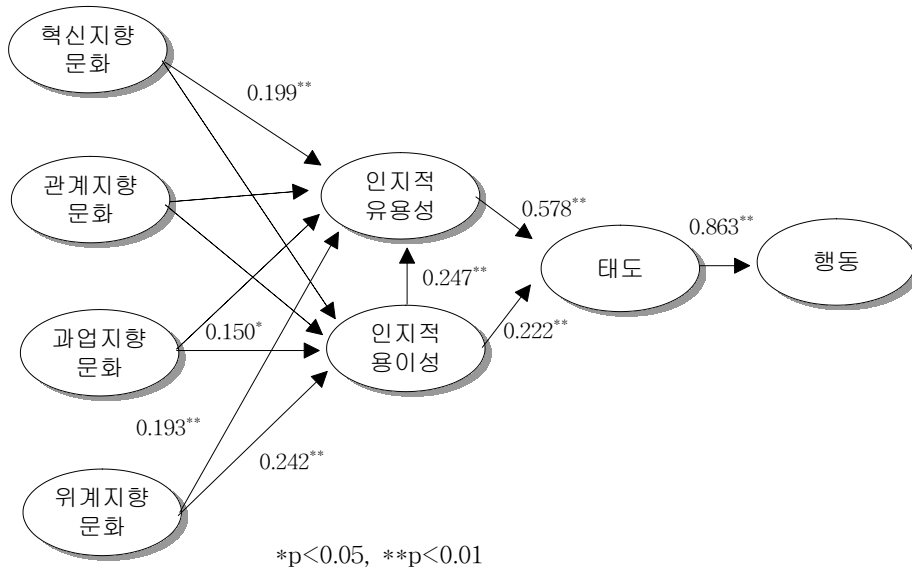 혁신지향
문화
0.199**
관계지향
문화
인지적
유용성
0.578**
0.863**
태도
행동
0.247**
과업지향
문화
0.150*
인지적
용이성
0.222**
0.193**
0.242**
위계지향
문화
*p<0.05, **p<0.01